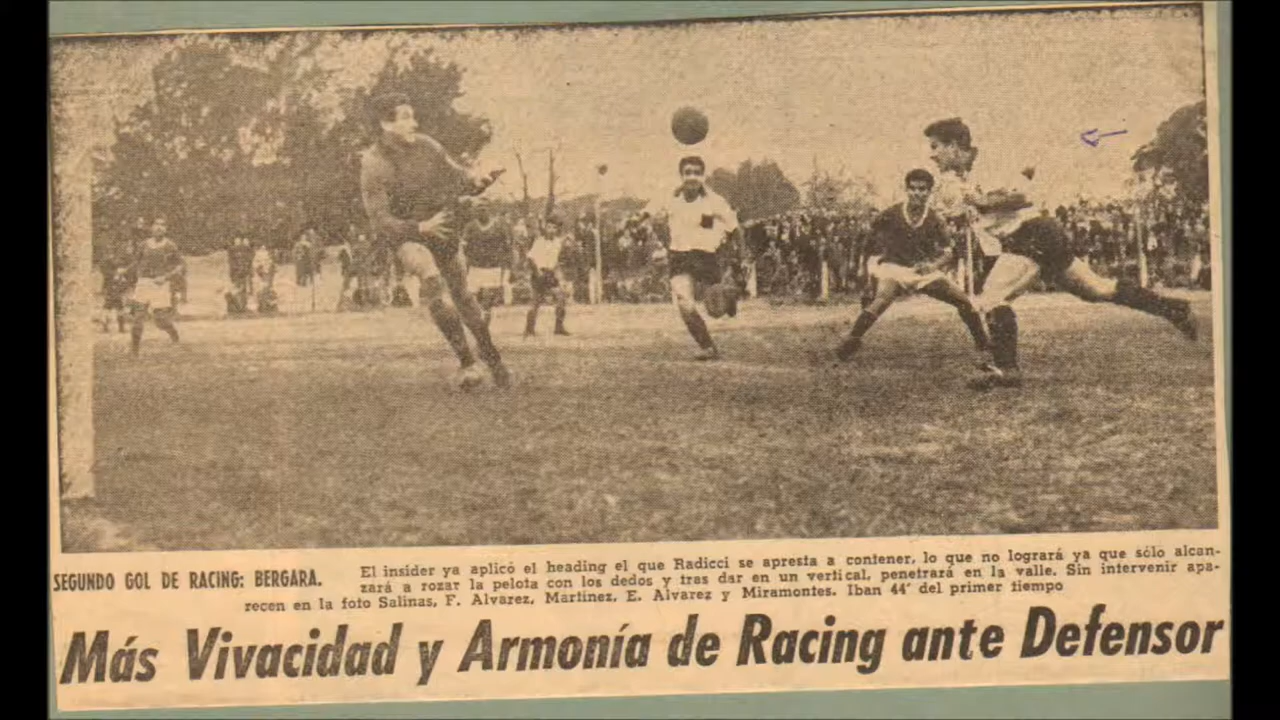 SEGUNDO GOL DE RACING: BERGARA.
El insider ya aplicó el heading el que Radicci se apresta a contener, lo que no logrará ya que sólo alcan-
zará a rozar la pelota con los dedos y tras dar en un vertical, penetrará en la valle. Sin intervenir apa-
recen en la foto Salinas, F. Alvarez, Martínez, E. Alvarez y Miramontes. Iban 44' del primer tiempo
Más Vivacidad y Armonía de Racing ante Defensor